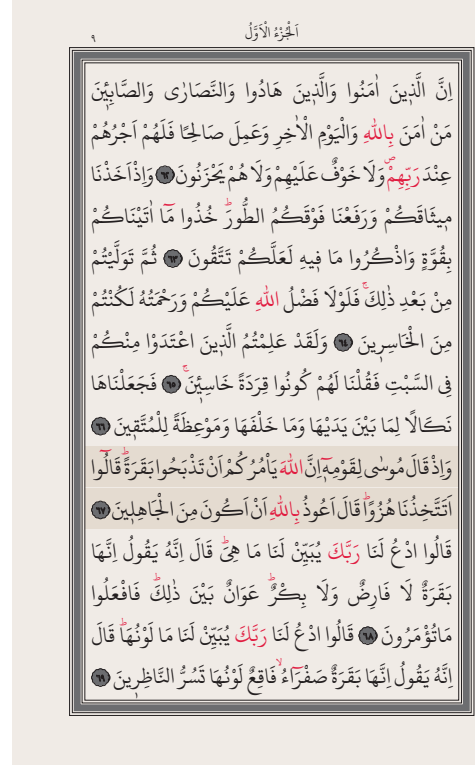 اَلْجُزْءُ الْاَوَّلُ
٩
اِنَّ الَّذ۪ينَ اٰمَنُوا وَالَّذ۪ينَ هَادُوا وَالنَّصَارٰى وَالصَّابِـ۪ٔينَ
مَنْ اٰمَنَ بِاللّٰهِ وَالْيَوْمِ الْاٰخِرِ وَعَمِلَ صَالِحًا فَلَهُمْ اَجْرُهُمْ
عِنْدَ رَبِّهِمْۖ وَلَا خَوْفٌ عَلَيْهِمْ وَلَا هُمْ يَحْزَنُونَ ﴿٦٢﴾ وَاِذْ اَخَذْنَا
م۪يثَاقَكُمْ وَرَفَعْنَا فَوْقَكُمُ الطُّورَۜ خُذُوا مَٓا اٰتَيْنَاكُمْ
بِقُوَّةٍ وَاذْكُرُوا مَا ف۪يهِ لَعَلَّكُمْ تَتَّقُونَ ﴿٦٣﴾ ثُمَّ تَوَلَّيْتُمْ
مِنْ بَعْدِ ذٰلِكَۚ فَلَوْلَا فَضْلُ اللّٰهِ عَلَيْكُمْ وَرَحْمَتُهُ لَكُنْتُمْ
مِنَ الْخَاسِر۪ينَ ﴿٦٤﴾ وَلَقَدْ عَلِمْتُمُ الَّذ۪ينَ اعْتَدَوْا مِنْكُمْ
فِي السَّبْتِ فَقُلْنَا لَهُمْ كُونُوا قِرَدَةً خَاسِـ۪ٔينَۚ ﴿٦٥﴾ فَجَعَلْنَاهَا
نَكَالًا لِمَا بَيْنَ يَدَيْهَا وَمَا خَلْفَهَا وَمَوْعِظَةً لِلْمُتَّق۪ينَ ﴿٦٦﴾
وَاِذْ قَالَ مُوسٰى لِقَوْمِه۪ٓ اِنَّ اللّٰهَ يَأْمُرُكُمْ اَنْ تَذْبَحُوا بَقَرَةًۜ قَالُٓوا
اَتَتَّخِذُنَا هُزُوًاۜ قَالَ اَعُوذُ بِاللّٰهِ اَنْ اَكُونَ مِنَ الْجَاهِل۪ينَ ﴿٦٧﴾
قَالُوا ادْعُ لَنَا رَبَّكَ يُبَيِّنْ لَنَا مَا هِيَۜ قَالَ اِنَّهُ يَقُولُ اِنَّهَا
بَقَرَةٌ لَا فَارِضٌ وَلَا بِكْرٌۜ عَوَانٌ بَيْنَ ذٰلِكَۜ فَافْعَلُوا
مَا تُؤْمَرُونَ ﴿٦٨﴾ قَالُوا ادْعُ لَنَا رَبَّكَ يُبَيِّنْ لَنَا مَا لَوْنُهَاۜ قَالَ
اِنَّهُ يَقُولُ اِنَّهَا بَقَرَةٌ صَفْرَٓاءُۙ فَاقِعٌ لَوْنُهَا تَسُرُّ النَّاظِر۪ينَ ﴿٦٩﴾